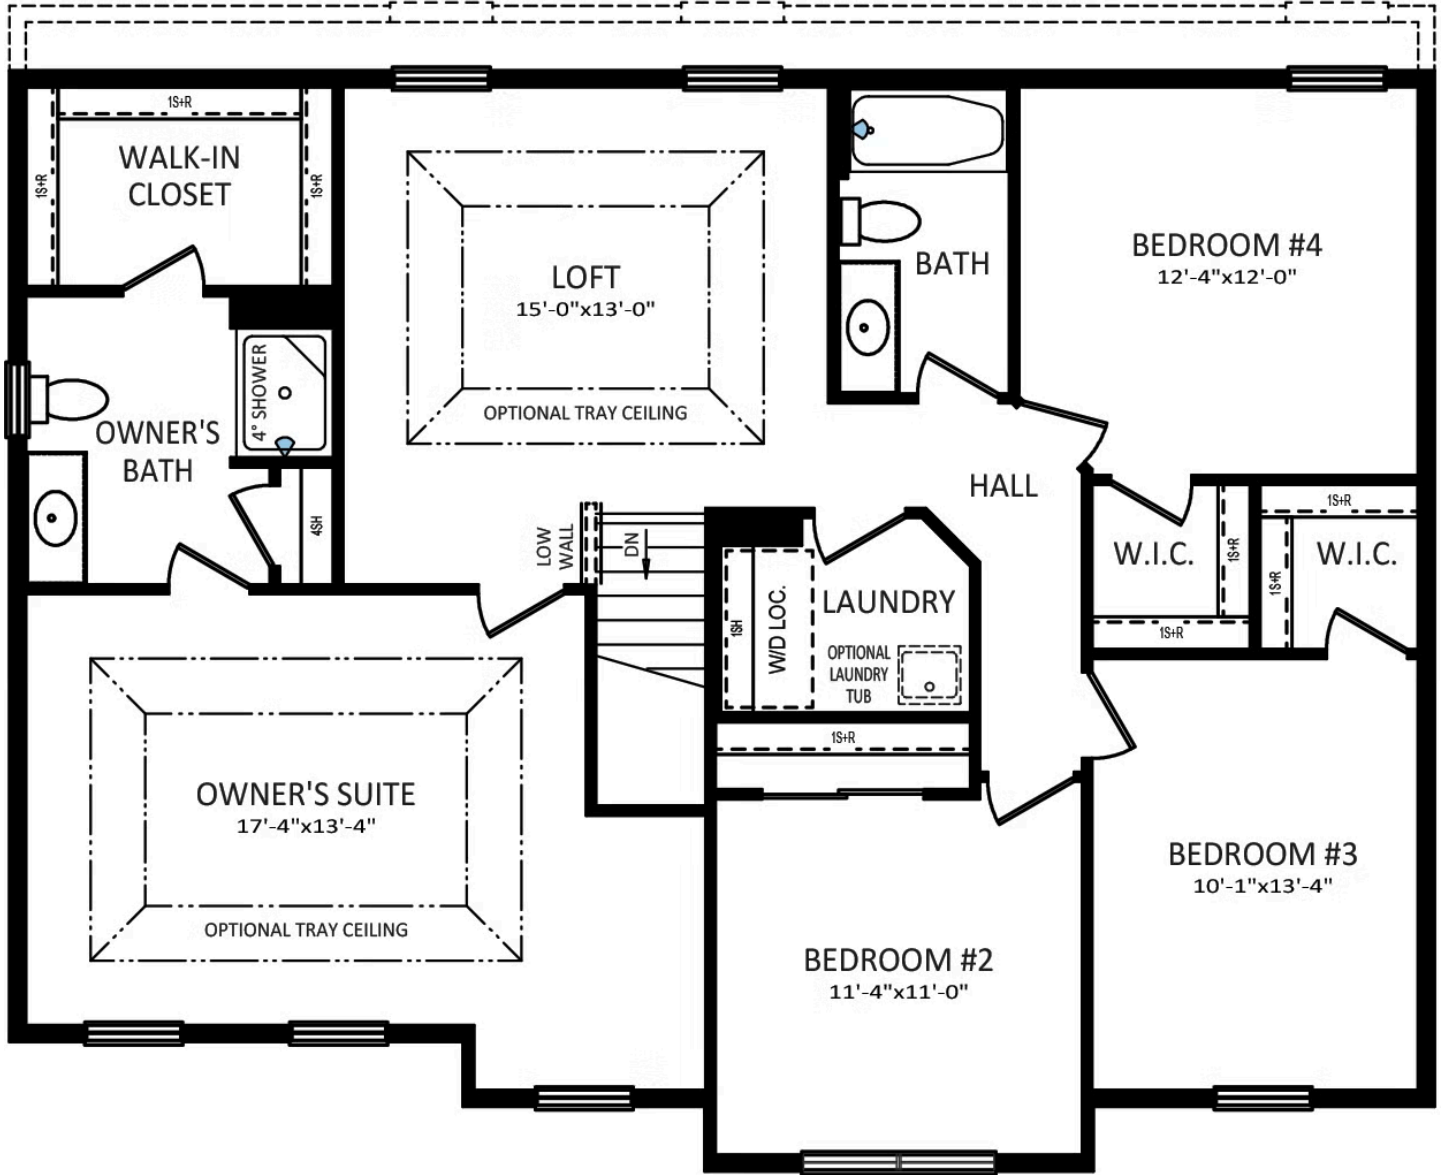 1S+R
1S+R
1S+R
WALK-IN
CLOSET
LOFT
15'-0"x13'-0"
OPTIONAL TRAY CEILING
BATH
BEDROOM #4
12'-4"x12'-0"
4° SHOWER
OWNER'S
BATH
4SH
HALL
LOW
WALL
DN
W.I.C.
1S+R
1S+R
1S+R
1S+R
W.I.C.
LAUNDRY
1SH
W/D LOC.
OPTIONAL
LAUNDRY
TUB
1S+R
OWNER'S SUITE
17'-4"x13'-4"
OPTIONAL TRAY CEILING
BEDROOM #3
10'-1"x13'-4"
BEDROOM #2
11'-4"x11'-0"